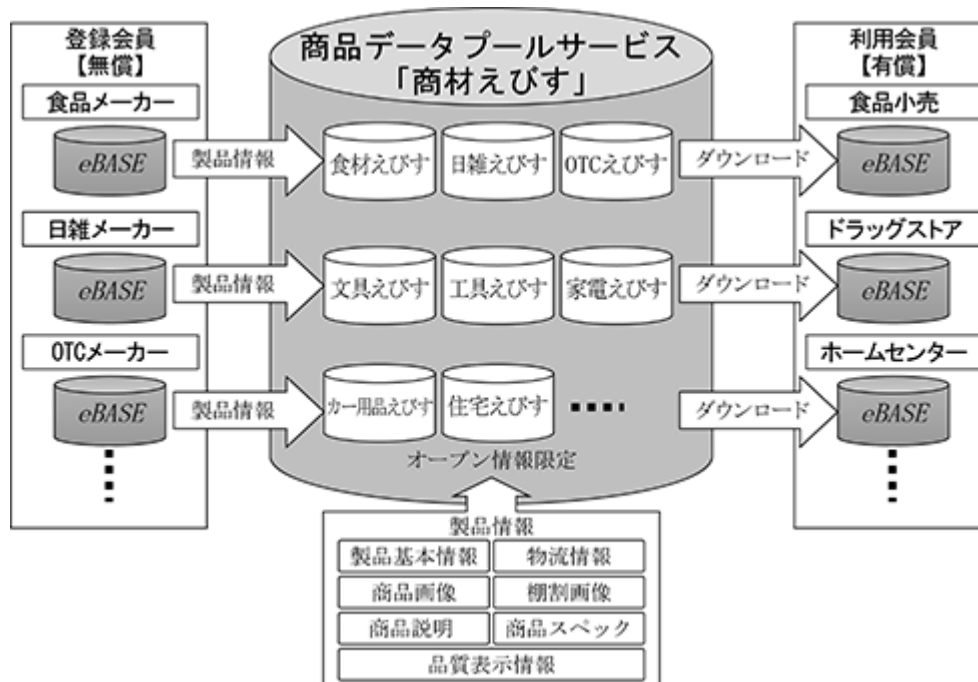 登録会員
【無償】
食品メーカー
eBASE
日雑メーカー
eBASE
OTCメーカー
eBASE
製品情報
製品情報
製品情報
商品データプールサービス
「商材えびす」
食材えびす
日雑えびす
OTCえびす
文具えびす
工具えびす
家電えびす
カー用品えびす
住宅えびす
オープン情報限定
ダウンロード
ダウンロード
ダウンロード
利用会員
【有償】
食品小売
eBASE
ドラッグストア
eBASE
ホームセンター
eBASE
製品情報
製品基本情報
物流情報
商品画像
棚割画像
商品説明
商品スペック
品質表示情報